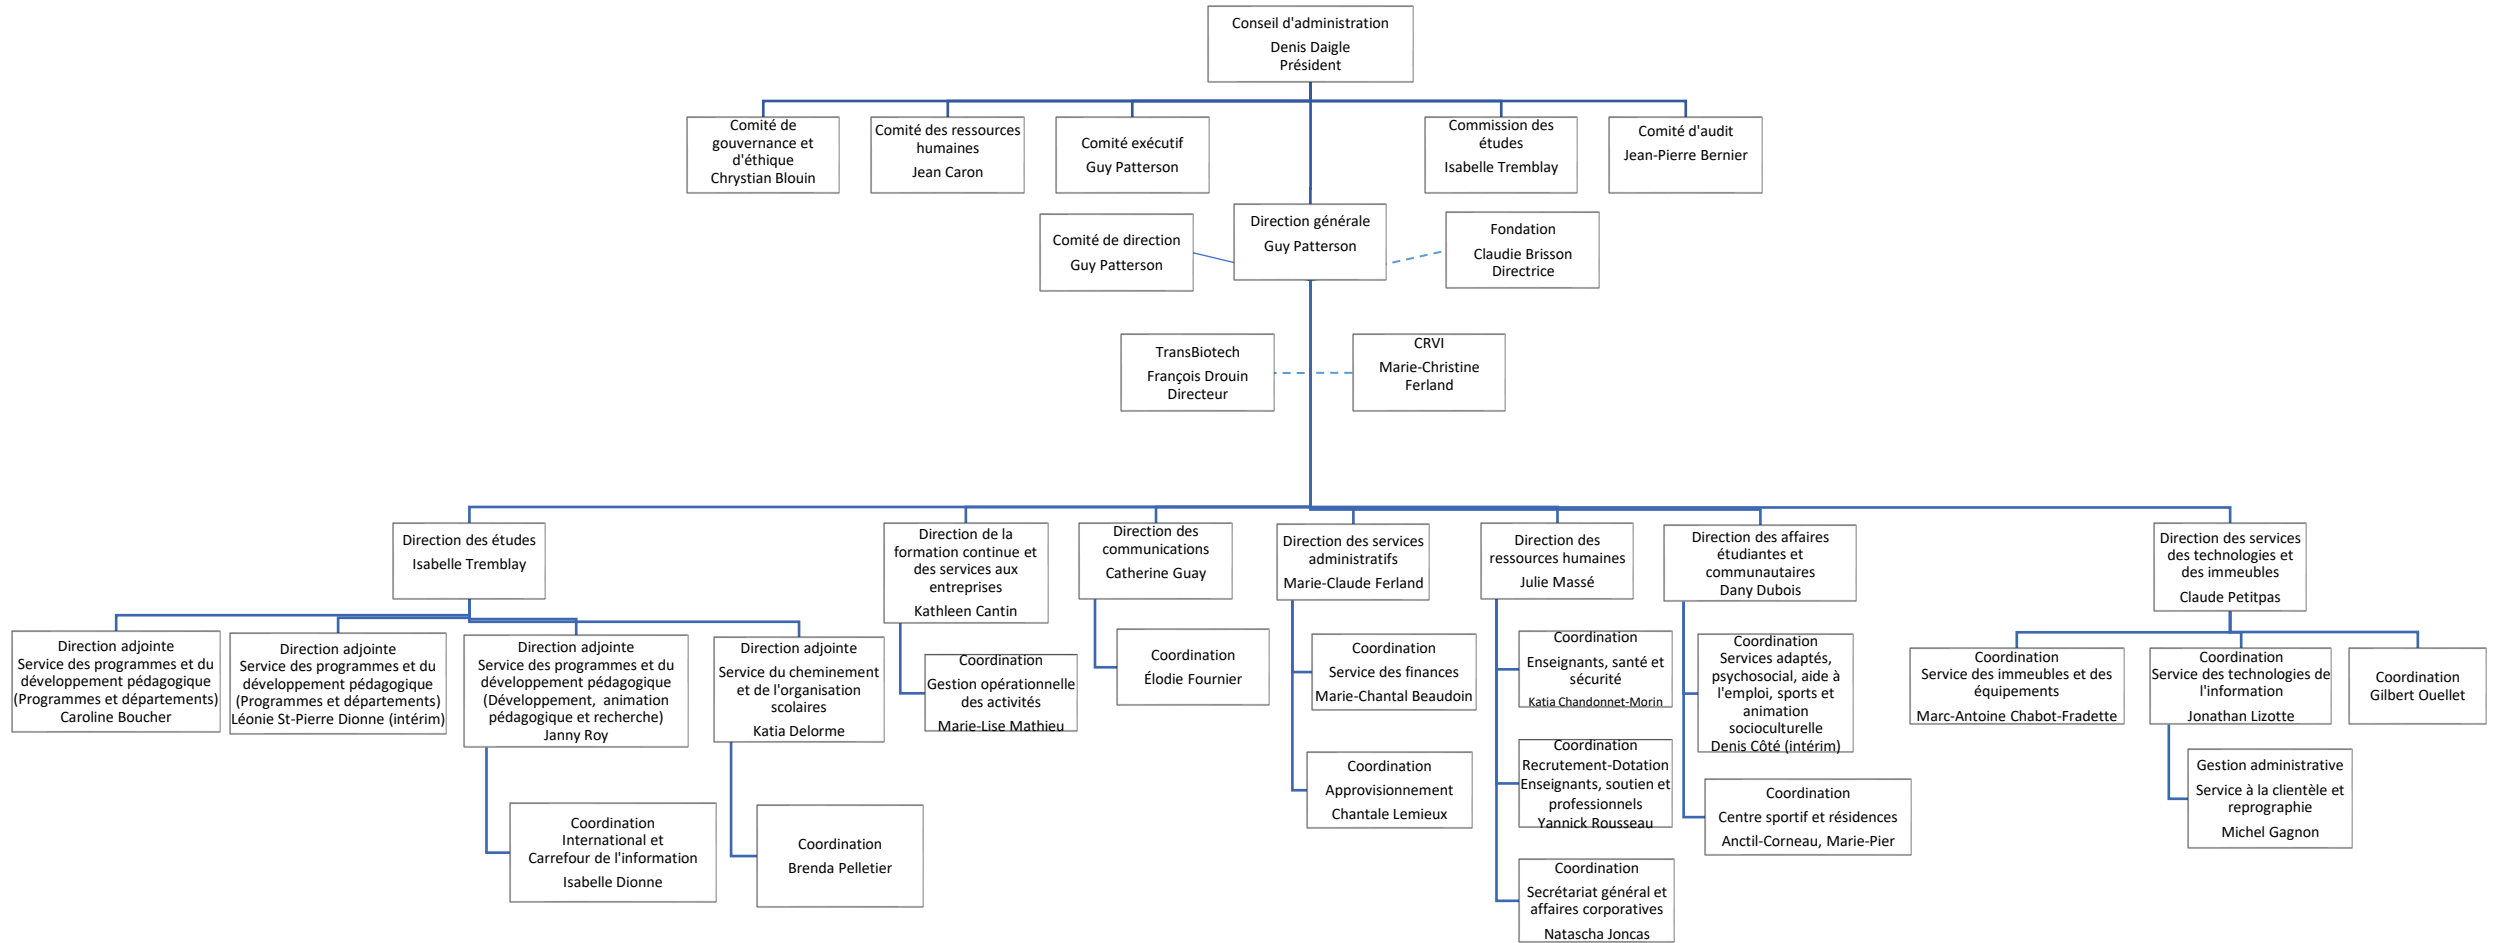 Conseil d'administration
Denis Daigle
Président
Comité de
gouvernance et
d'éthique
Chrystian Blouin
Comité des ressources
humaines
Jean Caron
Comité exécutif
Guy Patterson
Commission des
études
Isabelle Tremblay
Comité d'audit
Jean-Pierre Bernier
Comité de direction
Guy Patterson
Direction générale
Guy Patterson
Fondation
Claudie Brisson
Directrice
TransBiotech
François Drouin
Directeur
CRVI
Marie-Christine
Ferland
Direction des études
Isabelle Tremblay
Direction de la
formation continue et
des services aux
entreprises
Kathleen Cantin
Direction des
communications
Catherine Guay
Direction des services
administratifs
Marie-Claude Ferland
Direction des
ressources humaines
Julie Massé
Direction des affaires
étudiantes et
communautaires
Dany Dubois
Direction des services
des technologies et
des immeubles
Claude Petitpas
Direction adjointe
Service des programmes et du
développement pédagogique
(Programmes et départements)
Caroline Boucher
Direction adjointe
Service des programmes et du
développement pédagogique
(Programmes et départements)
Léonie St-Pierre Dionne (intérim)
Direction adjointe
Service des programmes et du
développement pédagogique
(Développement, animation
pédagogique et recherche)
Janny Roy
Direction adjointe
Service du cheminement
et de l'organisation
scolaires
Katia Delorme
Coordination
Gestion opérationnelle
des activités
Marie-Lise Mathieu
Coordination
Élodie Fournier
Coordination
Service des finances
Marie-Chantal Beaudoin
Coordination
Enseignants, santé et
sécurité
Katia Chandonnet-Morin
Coordination
Services adaptés,
psychosocial, aide à
l'emploi, sports et
animation
socioculturelle
Denis Côté (intérim)
Coordination
Service des immeubles et des
équipements
Marc-Antoine Chabot-Fradette
Coordination
Service des technologies de
l'information
Jonathan Lizotte
Coordination
Gilbert Ouellet
Coordination
International et
Carrefour de l'information
Isabelle Dionne
Coordination
Brenda Pelletier
Coordination
Approvisionnement
Chantale Lemieux
Coordination
Recrutement-Dotation
Enseignants, soutien et
professionnels
Yannick Rousseau
Coordination
Centre sportif et résidences
Anctil-Corneau, Marie-Pier
Gestion administrative
Service à la clientèle et
reprographie
Michel Gagnon
Coordination
Secrétariat général et
affaires corporatives
Natascha Joncas